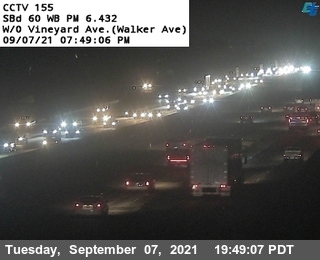 CCTV 155
SBd 60 WB PM 6.432
W/O Vineyard Ave.(Walker Ave)
09/07/21 07:49:06 PM
Tuesday, September 07, 2021 19:49:07 PDT